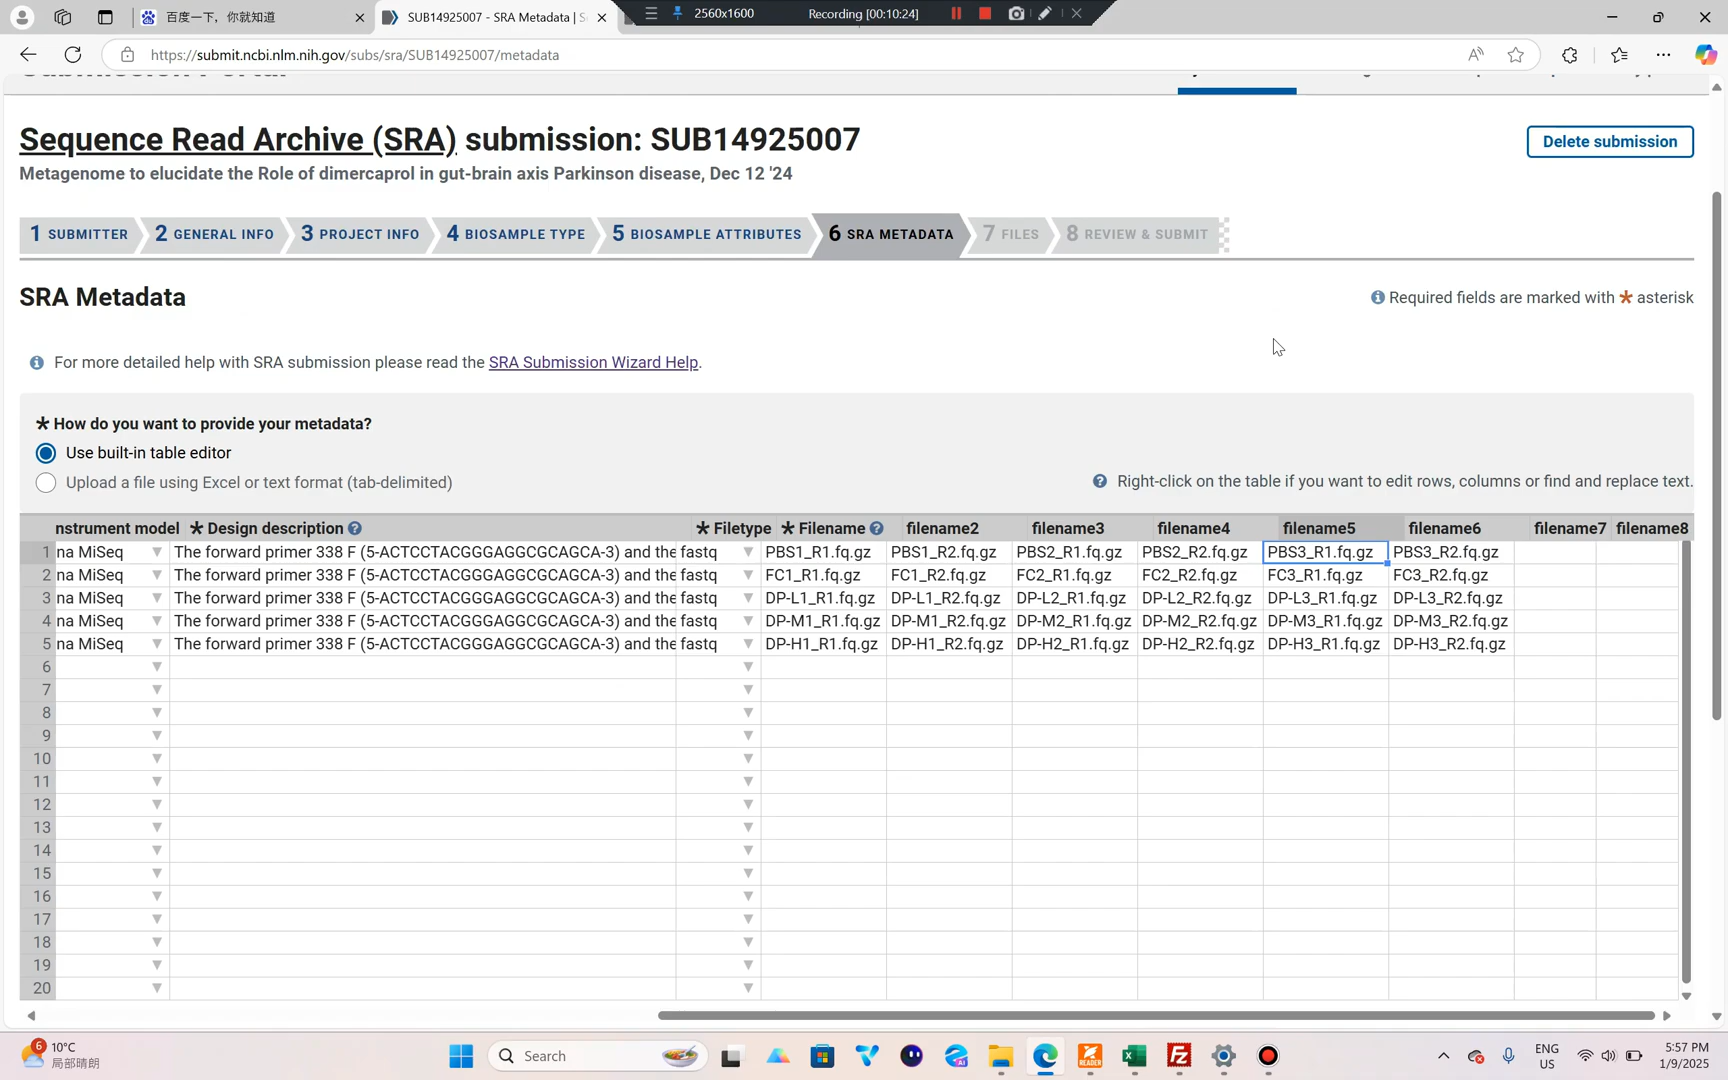 百度一下，你就知道
SUB14925007 - SRA Metadata | S
2560x1600
Recording [00:10:24]
https://submit.ncbi.nlm.nih.gov/subs/sra/SUB14925007/metadata
Sequence Read Archive (SRA) submission: SUB14925007
Delete submission
Metagenome to elucidate the Role of dimercaprol in gut-brain axis Parkinson disease, Dec 12 '24
1 SUBMITTER 2 GENERAL INFO 3 PROJECT INFO 4 BIOSAMPLE TYPE 5 BIOSAMPLE ATTRIBUTES 6 SRA METADATA 7 FILES 8 REVIEW & SUBMIT
SRA Metadata
Required fields are marked with * asterisk
For more detailed help with SRA submission please read the SRA Submission Wizard Help.
* How do you want to provide your metadata?
Use built-in table editor
Upload a file using Excel or text format (tab-delimited)
Right-click on the table if you want to edit rows, columns or find and replace text.
nstrument model * Design description * Filetype * Filename filename2 filename3 filename4 filename5 filename6 filename7 filename8
1 na MiSeq The forward primer 338 F (5-ACTCCTACGGGAGGCGCAGCA-3) and the fastq PBS1_R1.fq.gz PBS1_R2.fq.gz PBS2_R1.fq.gz PBS2_R2.fq.gz PBS3_R1.fq.gz PBS3_R2.fq.gz
2 na MiSeq The forward primer 338 F (5-ACTCCTACGGGAGGCGCAGCA-3) and the fastq FC1_R1.fq.gz FC1_R2.fq.gz FC2_R1.fq.gz FC2_R2.fq.gz FC3_R1.fq.gz FC3_R2.fq.gz
3 na MiSeq The forward primer 338 F (5-ACTCCTACGGGAGGCGCAGCA-3) and the fastq DP-L1_R1.fq.gz DP-L1_R2.fq.gz DP-L2_R1.fq.gz DP-L2_R2.fq.gz DP-L3_R1.fq.gz DP-L3_R2.fq.gz
4 na MiSeq The forward primer 338 F (5-ACTCCTACGGGAGGCGCAGCA-3) and the fastq DP-M1_R1.fq.gz DP-M1_R2.fq.gz DP-M2_R1.fq.gz DP-M2_R2.fq.gz DP-M3_R1.fq.gz DP-M3_R2.fq.gz
5 na MiSeq The forward primer 338 F (5-ACTCCTACGGGAGGCGCAGCA-3) and the fastq DP-H1_R1.fq.gz DP-H1_R2.fq.gz DP-H2_R1.fq.gz DP-H2_R2.fq.gz DP-H3_R1.fq.gz DP-H3_R2.fq.gz
6
7
8
9
10
11
12
13
14
15
16
17
18
19
20
6
10°C
局部晴朗
Search
READER
ENG
US
5:57 PM
1/9/2025